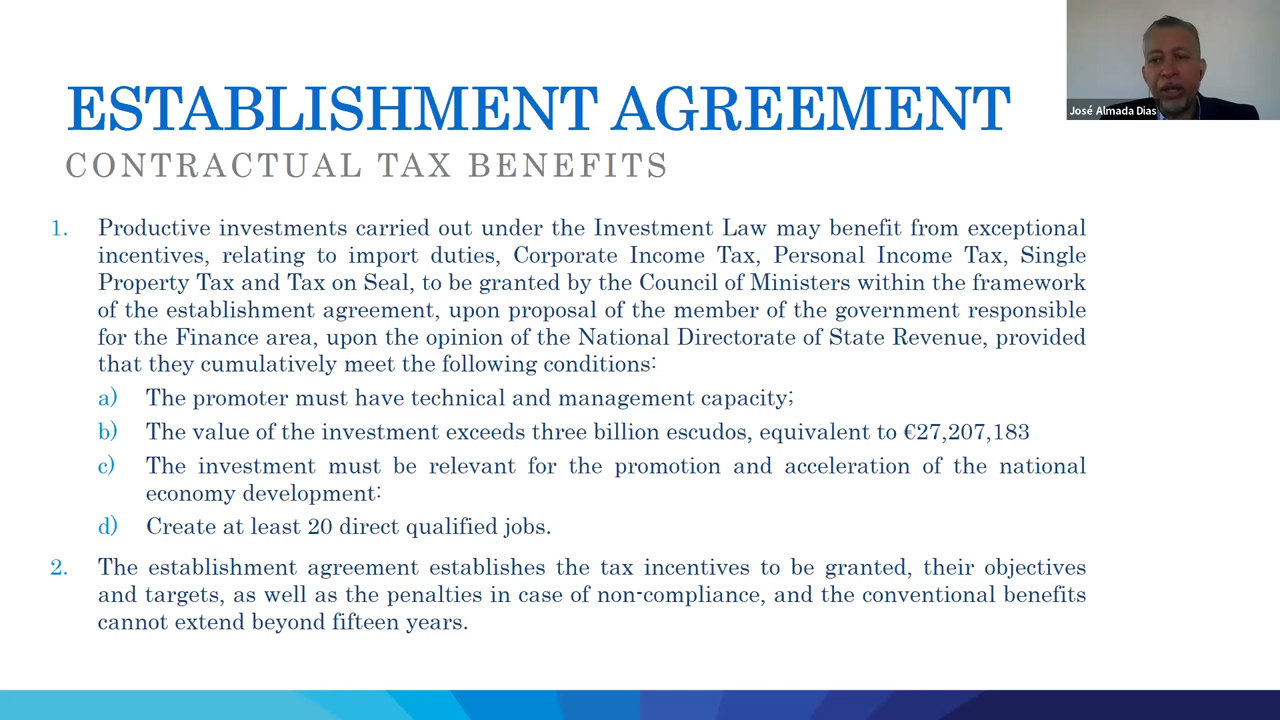 ESTABLISHMENT AGREEMENT
CONTRACTUAL TAX BENEFITS
José Almada Dias
1. Productive investments carried out under the Investment Law may benefit from exceptional
incentives, relating to import duties, Corporate Income Tax, Personal Income Tax, Single
Property Tax and Tax on Seal, to be granted by the Council of Ministers within the framework
of the establishment agreement, upon proposal of the member of the government responsible
for the Finance area, upon the opinion of the National Directorate of State Revenue, provided
that they cumulatively meet the following conditions:
a) The promoter must have technical and management capacity;
b) The value of the investment exceeds three billion escudos, equivalent to €27,207,183
c) The investment must be relevant for the promotion and acceleration of the national
economy development:
d) Create at least 20 direct qualified jobs.
2. The establishment agreement establishes the tax incentives to be granted, their objectives
and targets, as well as the penalties in case of non-compliance, and the conventional benefits
cannot extend beyond fifteen years.